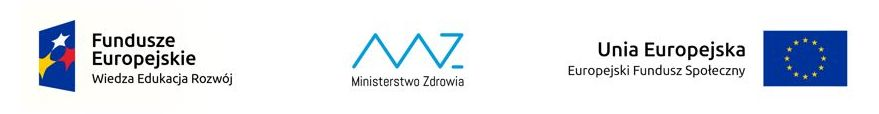 Fundusze
Europejskie
Wiedza Edukacja Rozwój
Ministerstwo Zdrowia
Unia Europejska
Europejski Fundusz Społeczny